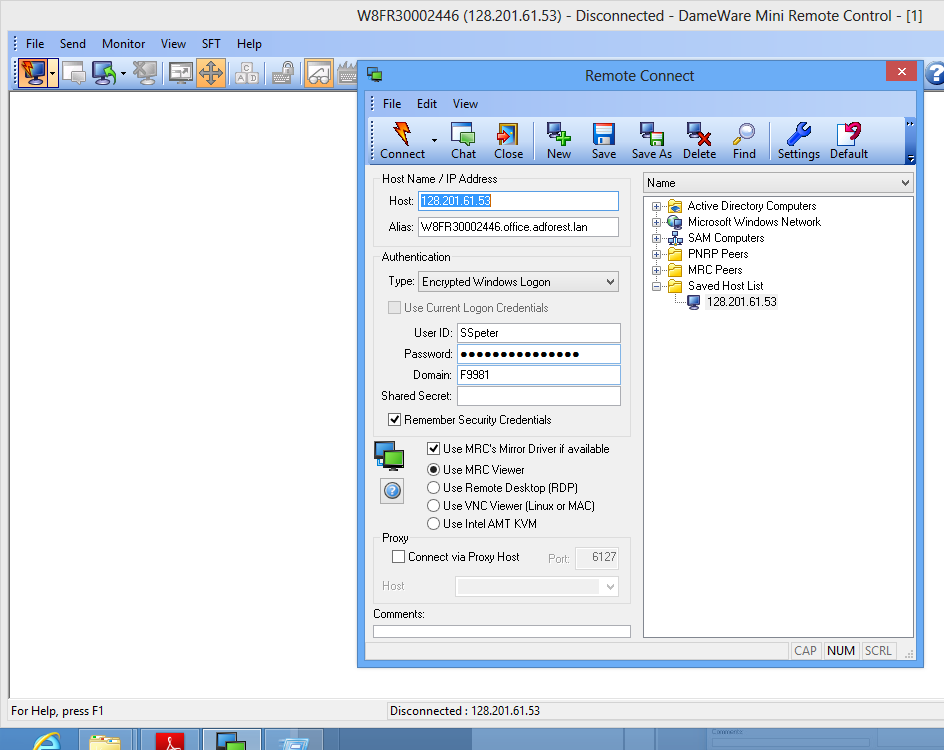 W8FR30002446 (128.201.61.53) - Disconnected - DameWare Mini Remote Control - [1]
File Send Monitor View SFT Help
Remote Connect
File Edit View
Connect Chat Close New Save Save As Delete Find Settings Default
Host Name / IP Address
Host: 128.201.61.53
Alias: W8FR30002446.office.adforest.lan
Authentication
Type: Encrypted Windows Logon
Use Current Logon Credentials
User ID: SSpeter
Password: ●●●●●●●●●●●●●●●
Domain: F9981
Shared Secret:
Remember Security Credentials
Use MRC's Mirror Driver if available
Use MRC Viewer
Use Remote Desktop (RDP)
Use VNC Viewer (Linux or MAC)
Use Intel AMT KVM
Proxy
Connect via Proxy Host Port: 6127
Host
Comments:
Name
Active Directory Computers
Microsoft Windows Network
SAM Computers
PNRP Peers
MRC Peers
Saved Host List
128.201.61.53
CAP NUM SCRL
For Help, press F1
Disconnected : 128.201.61.53
Comments: